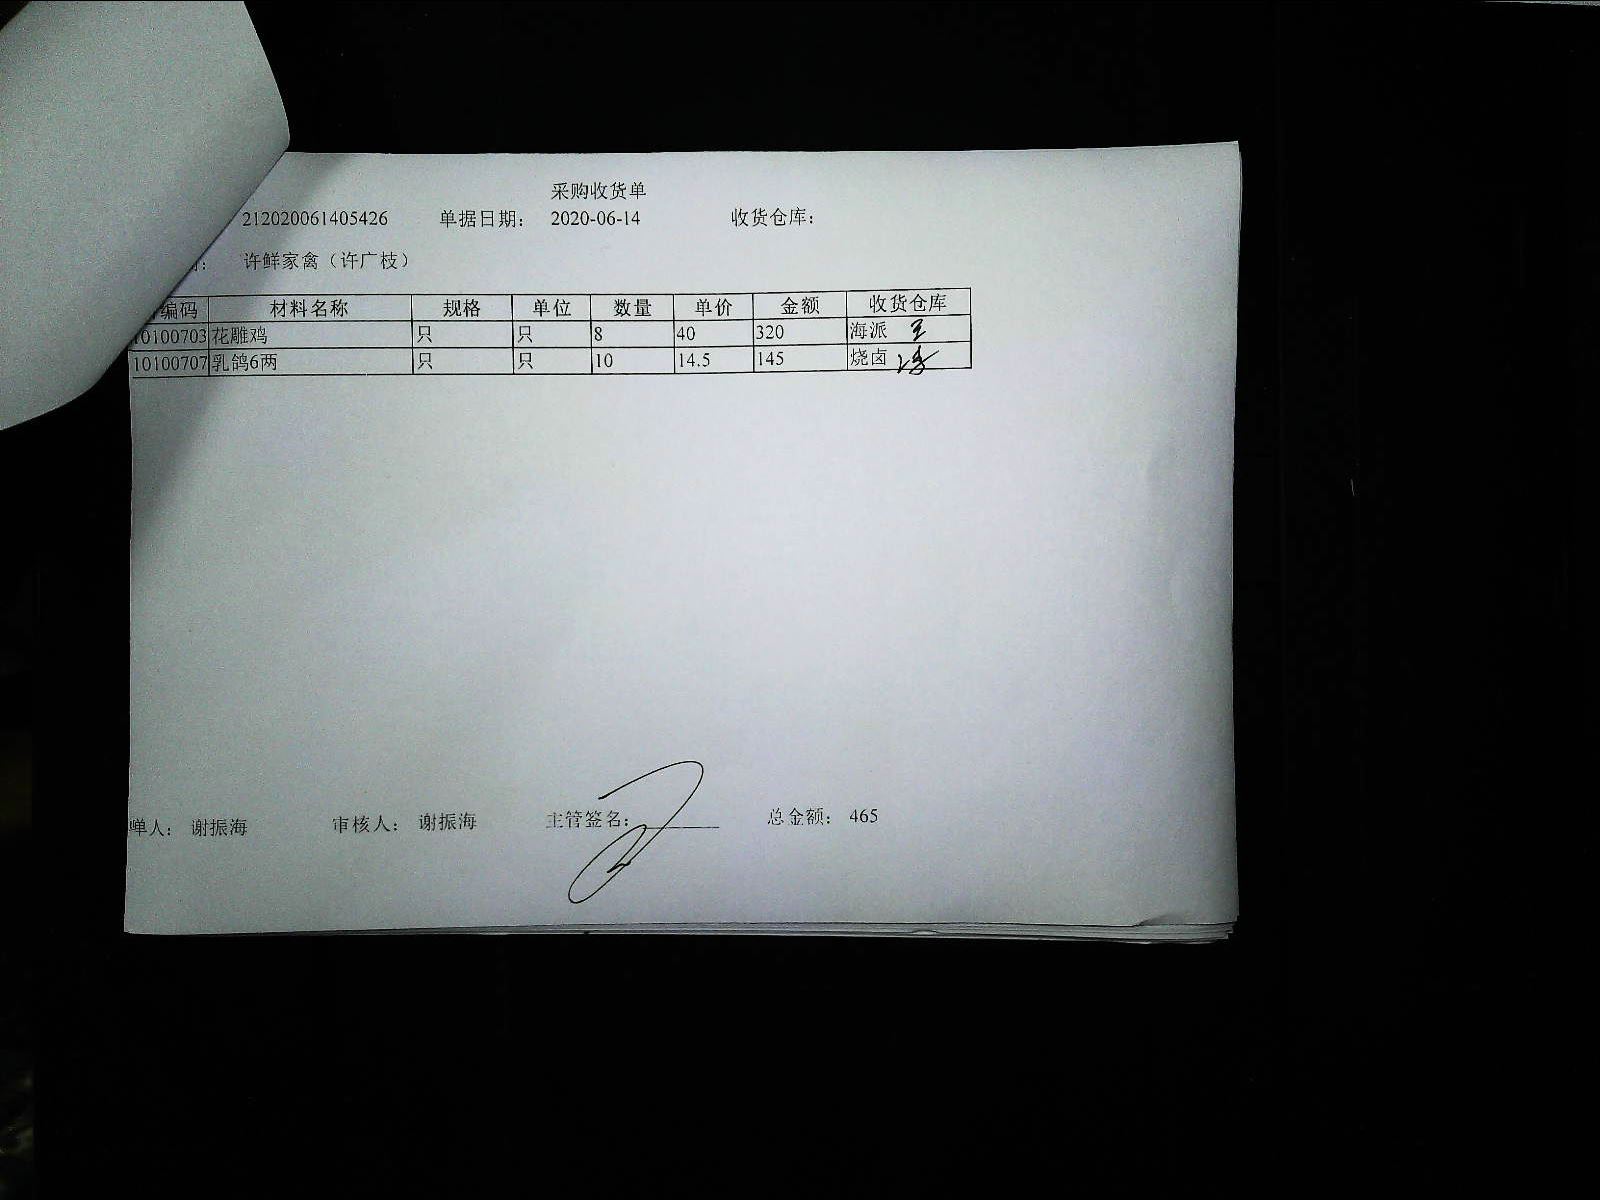 采购收货单
212020061405426 单据日期： 2020-06-14 收货仓库：
许鲜家禽（许广枝）
编码 材料名称 规格 单位 数量 单价 金额 收货仓库
10100703 花雕鸡 只 只 8 40 320 海派
10100707 乳鸽6两 只 只 10 14.5 145 烧卤
单人： 谢振海 审核人： 谢振海 主管签名： 总金额： 465